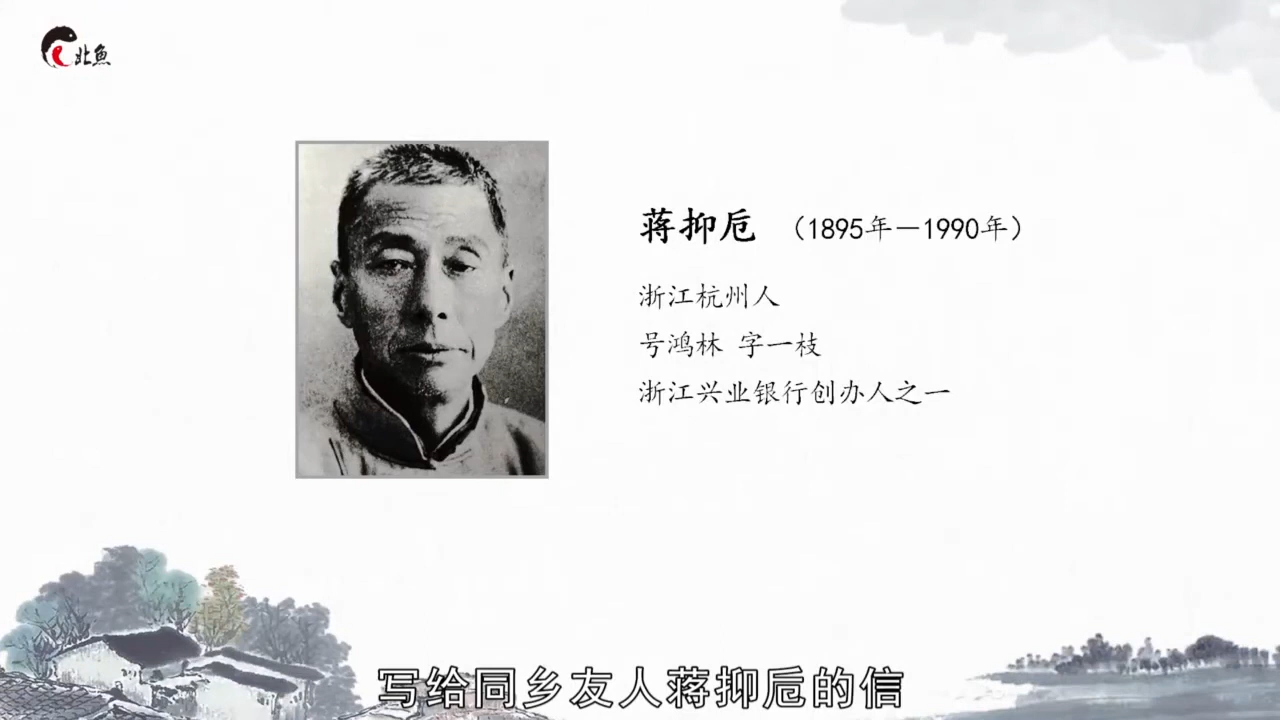 北魚
蒋抑卮 （1895年－1990年）
浙江杭州人
号鸿林 字一枝
浙江兴业银行创办人之一
写给同乡友人蒋抑卮的信